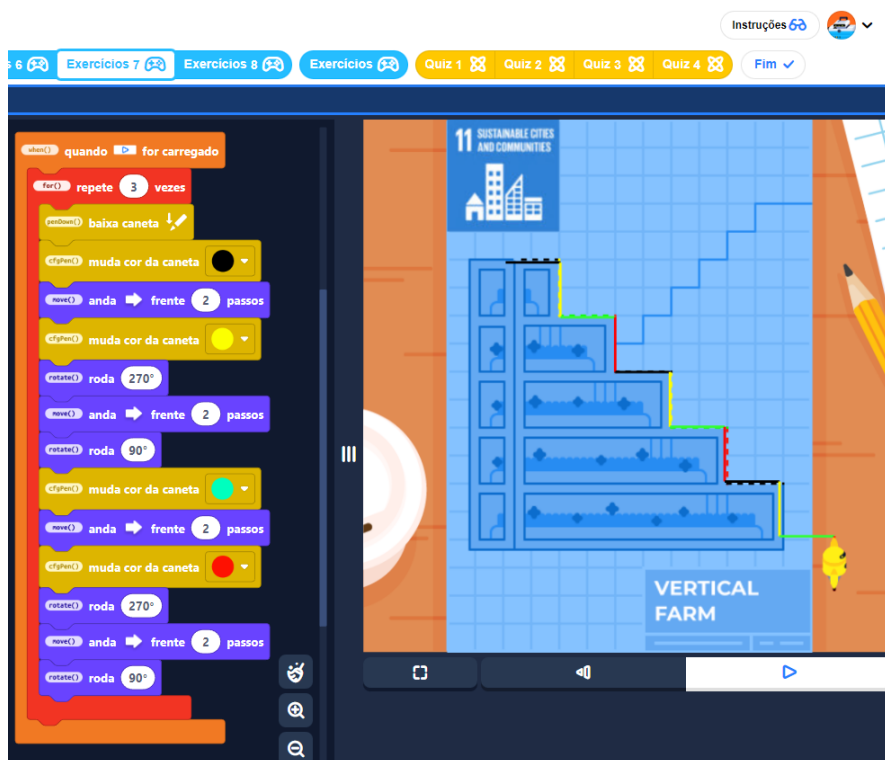 Instruções
s 6
Exercícios 7
Exercícios 8
Exercícios
Quiz 1
Quiz 2
Quiz 3
Quiz 4
Fim
when() quando for carregado
for() repete 3 vezes
penDown() baixa caneta
cfgPen() muda cor da caneta
move() anda frente 2 passos
cfgPen() muda cor da caneta
rotate() roda 270°
move() anda frente 2 passos
rotate() roda 90°
cfgPen() muda cor da caneta
move() anda frente 2 passos
cfgPen() muda cor da caneta
rotate() roda 270°
move() anda frente 2 passos
rotate() roda 90°
11 SUSTAINABLE CITIES
AND COMMUNITIES
VERTICAL
FARM